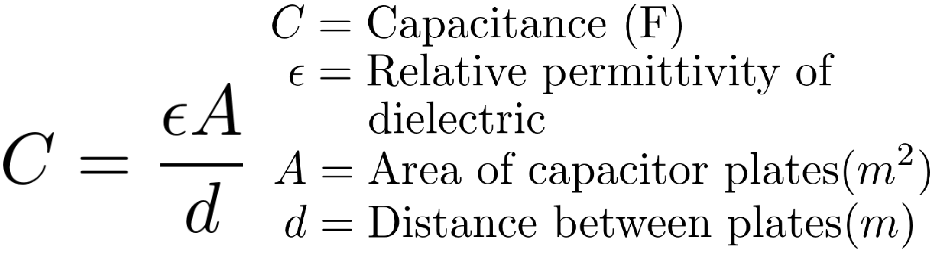 C = ϵA/d
C = Capacitance (F)
ϵ = Relative permittivity of
dielectric
A = Area of capacitor plates(m²)
d = Distance between plates(m)